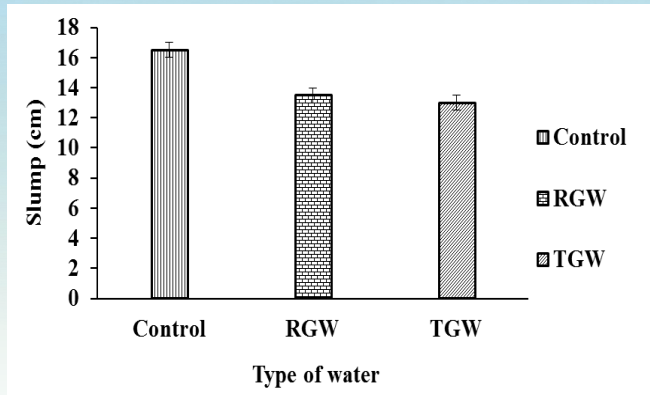 18
16
14
12
10
8
6
4
2
0
Slump (cm)
Control RGW TGW
Type of water
Control
RGW
TGW